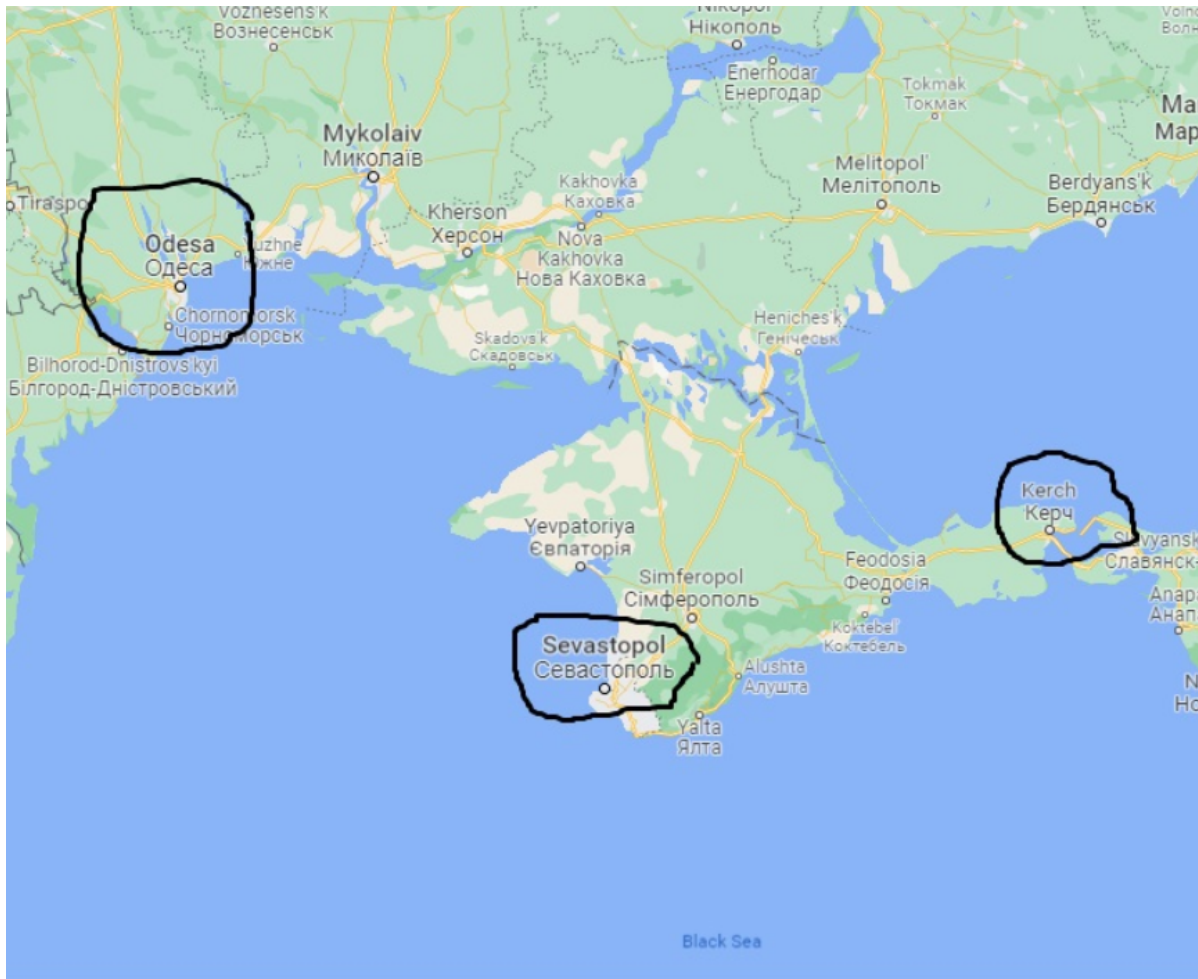 Voznesens'k
Вознесенськ
Nikopol
Нікополь
Enerhodar
Енергодар
Tokmak
Токмак
Mykolaiv
Миколаїв
Melitopol'
Мелітополь
Berdyans'k
Бердянськ
Kakhovka
Каховка
Kherson
Херсон
Nova
Kakhovka
Нова Каховка
Odesa
Одеса
Chornomorsk
Чорноморськ
Bilhorod-Dnistrovs'kyi
Білгород-Дністровський
Skadovs'k
Скадовськ
Heniches'k
Генічеськ
Kerch
Керч
Yevpatoriya
Євпаторія
Simferopol
Сімферополь
Feodosia
Феодосія
Koktebel'
Коктебель
Sevastopol
Севастополь
Alushta
Алушта
Yalta
Ялта
Black Sea